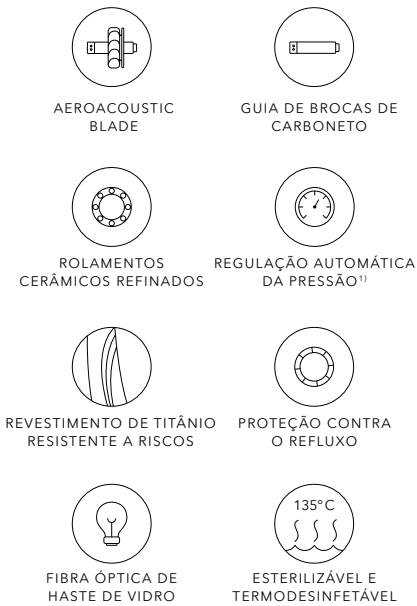 AEROACOUSTIC
BLADE
GUIA DE BROCAS DE
CARBONETO
ROLAMENTOS
CERÂMICOS REFINADOS
REGULAÇÃO AUTOMÁTICA
DA PRESSÃO¹⁾
REVESTIMENTO DE TITÂNIO
RESISTENTE A RISCOS
PROTEÇÃO CONTRA
O REFLUXO
FIBRA ÓPTICA DE
HASTE DE VIDRO
135°C
ESTERILIZÁVEL E
TERMODESINFETÁVEL